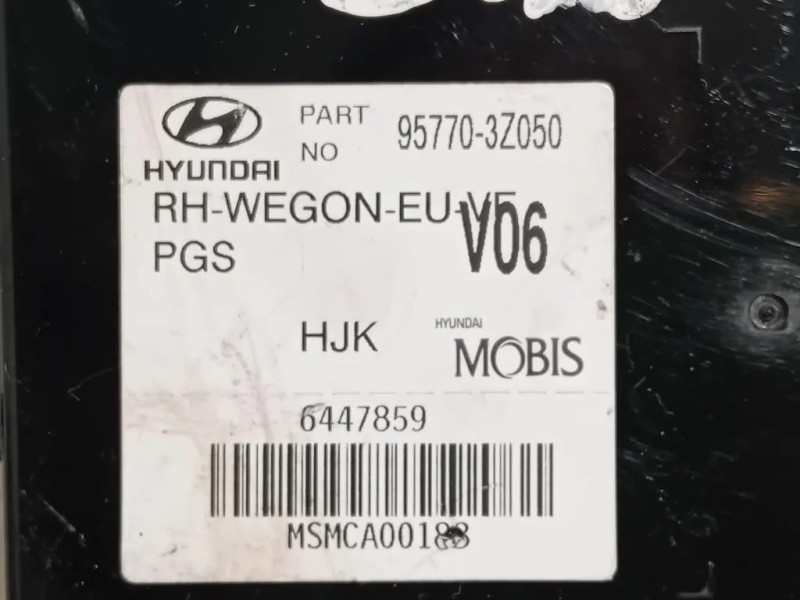 PART NO 95770-3Z050
HYUNDAI
RH-WEGON-EU-VF
V06
PGS
HJK
HYUNDAI
MOBIS
6447859